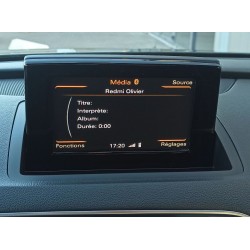 Média
Source
Redmi Olivier
Titre:
Interprète:
Album:
Durée: 0:00
Fonctions
17:20
Réglages